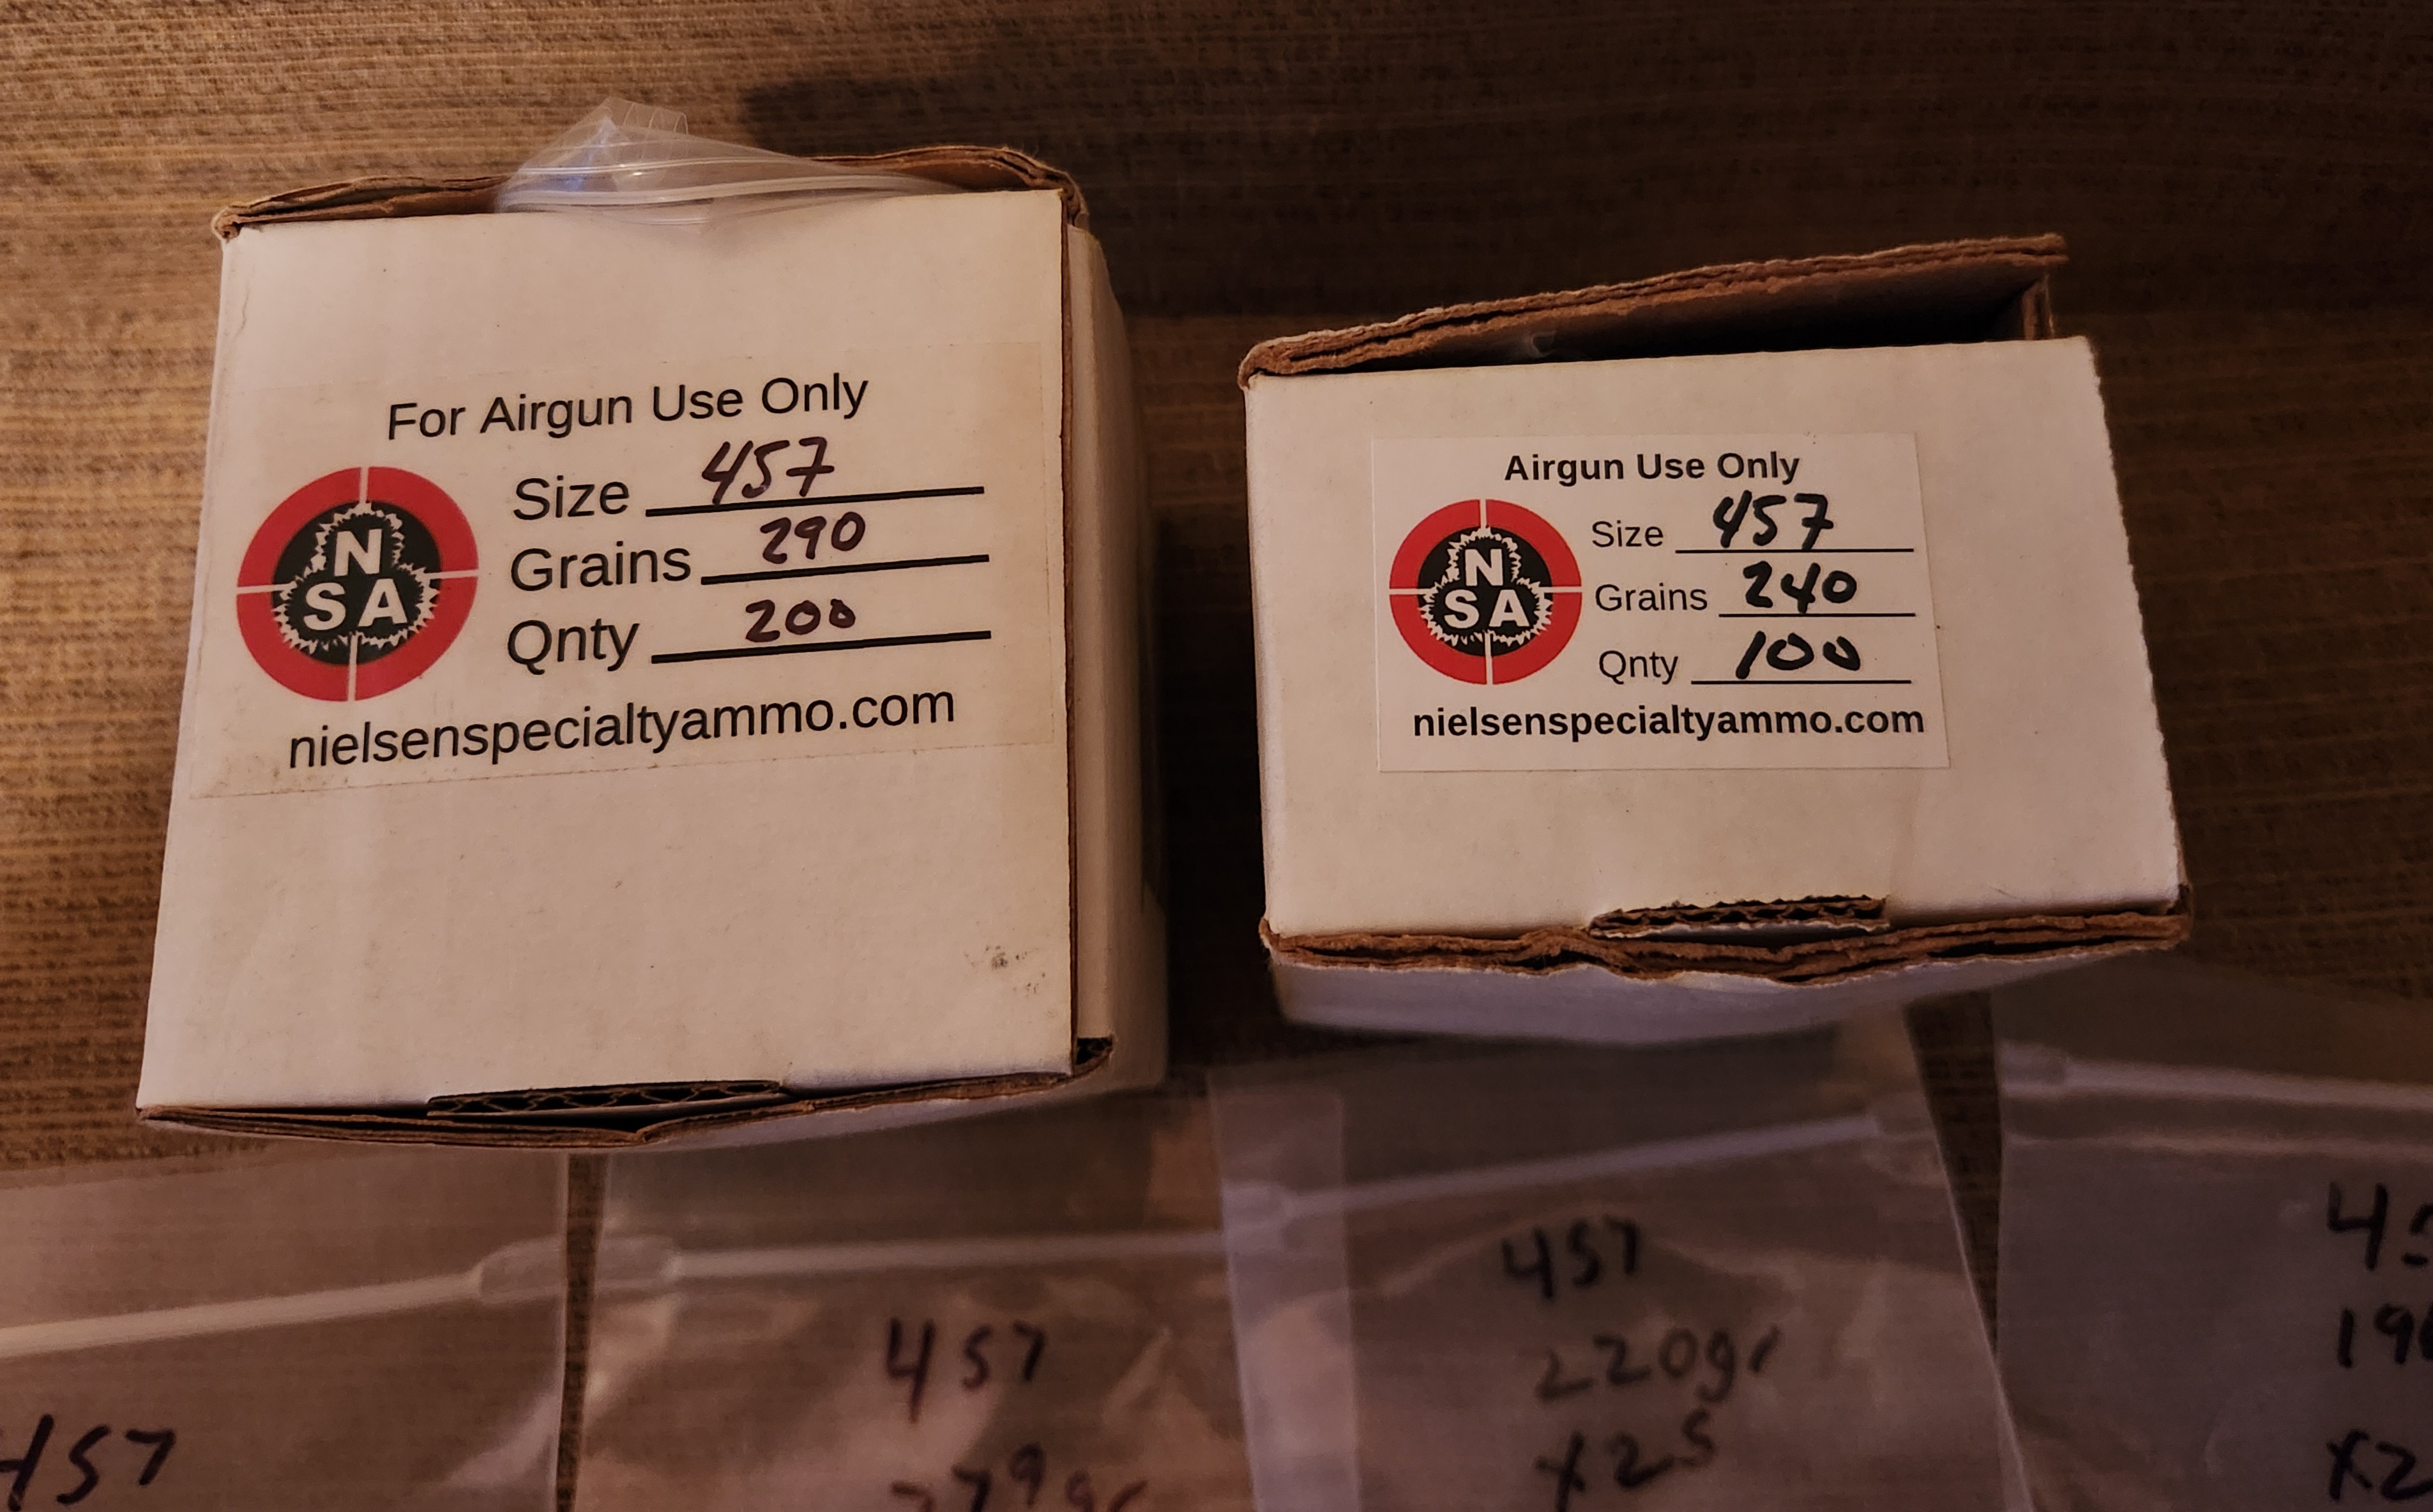 For Airgun Use Only
N
SA
Size 457
Grains 290
Qnty 200
nielsenspecialtyammo.com
Airgun Use Only
N
SA
Size 457
Grains 240
Qnty 100
nielsenspecialtyammo.com
457
457
457
220gr
x25